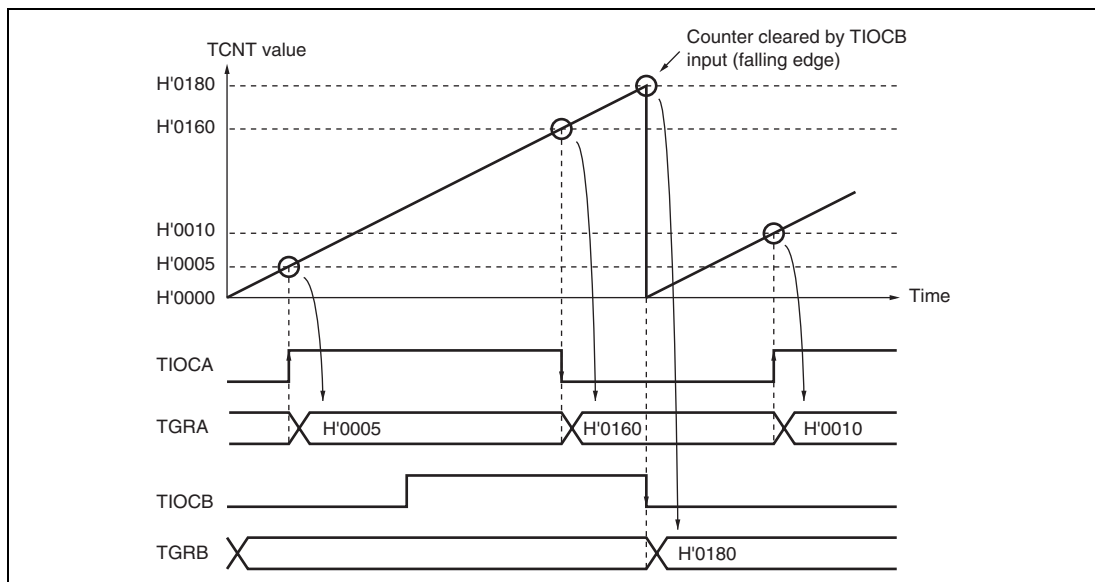 Counter cleared by TIOCB
input (falling edge)
TCNT value
H'0180
H'0160
H'0010
H'0005
H'0000
Time
TIOCA
TGRA
H'0005
H'0160
H'0010
TIOCB
TGRB
H'0180